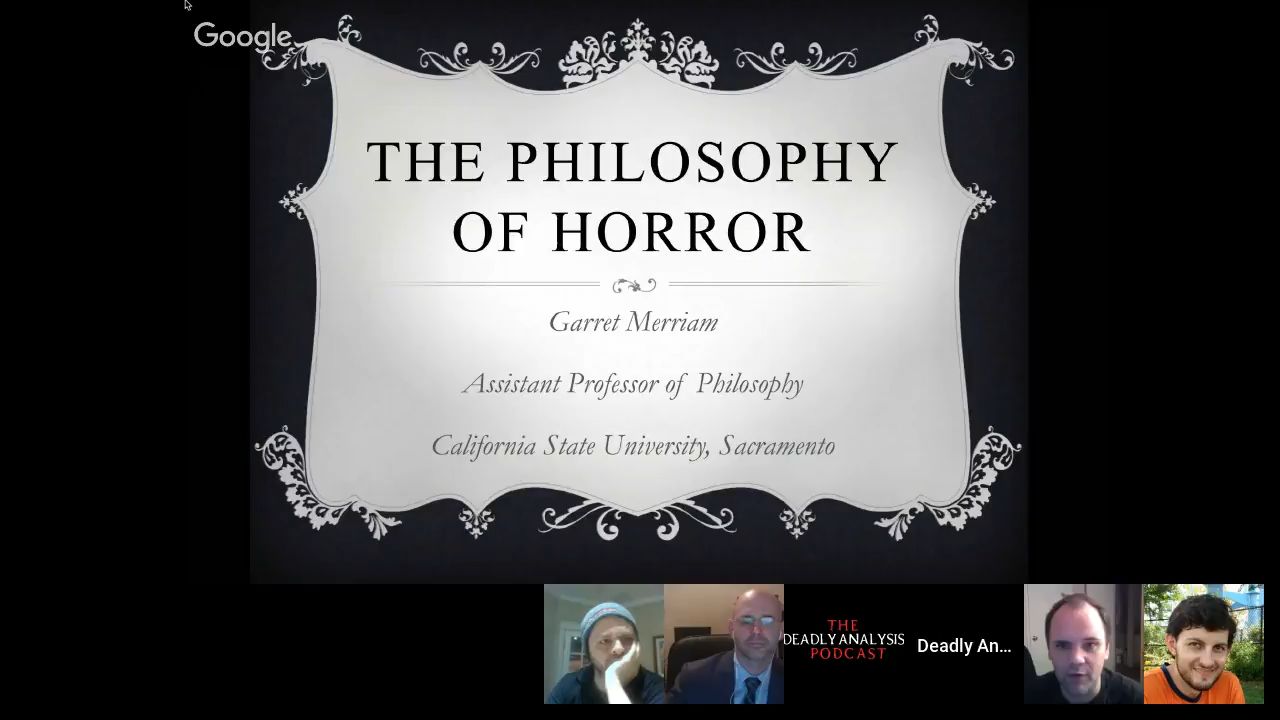 Google
THE PHILOSOPHY
OF HORROR
Garret Merriam
Assistant Professor of Philosophy
California State University, Sacramento
THE
DEADLY ANALYSIS
PODCAST
Deadly An...